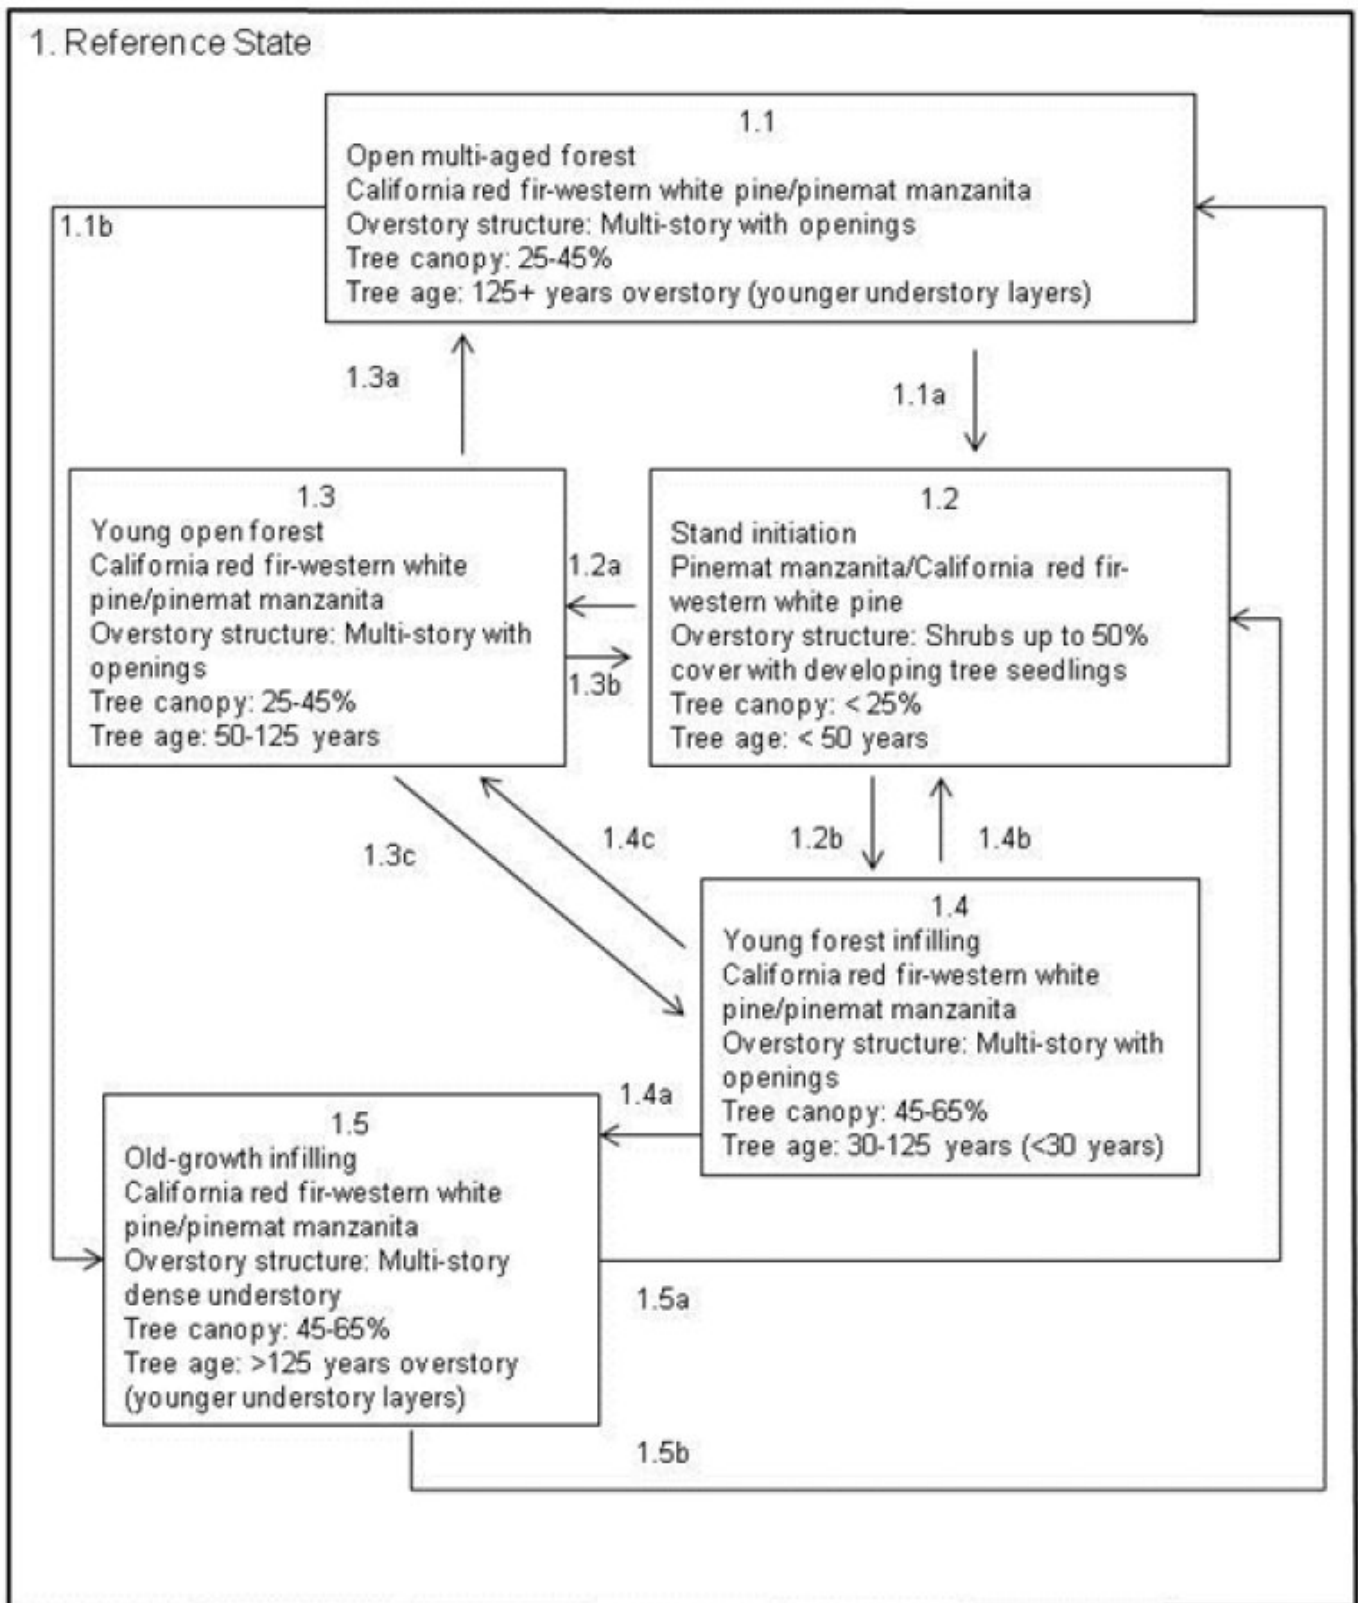 1. Reference State
1.1
Open multi-aged forest
California red fir-western white pine/pinemat manzanita
Overstory structure: Multi-story with openings
Tree canopy: 25-45%
Tree age: 125+ years overstory (younger understory layers)
1.1b
1.3a
1.1a
1.3
Young open forest
California red fir-western white
pine/pinemat manzanita
Overstory structure: Multi-story with
openings
Tree canopy: 25-45%
Tree age: 50-125 years
1.2a
1.3b
1.2
Stand initiation
Pinemat manzanita/California red fir-
western white pine
Overstory structure: Shrubs up to 50%
cover with developing tree seedlings
Tree canopy: < 25%
Tree age: < 50 years
1.3c
1.4c
1.2b
1.4b
1.4
Young forest infilling
California red fir-western white
pine/pinemat manzanita
Overstory structure: Multi-story with
openings
Tree canopy: 45-65%
Tree age: 30-125 years (<30 years)
1.4a
1.5
Old-growth infilling
California red fir-western white
pine/pinemat manzanita
Overstory structure: Multi-story
dense understory
Tree canopy: 45-65%
Tree age: >125 years overstory
(younger understory layers)
1.5a
1.5b